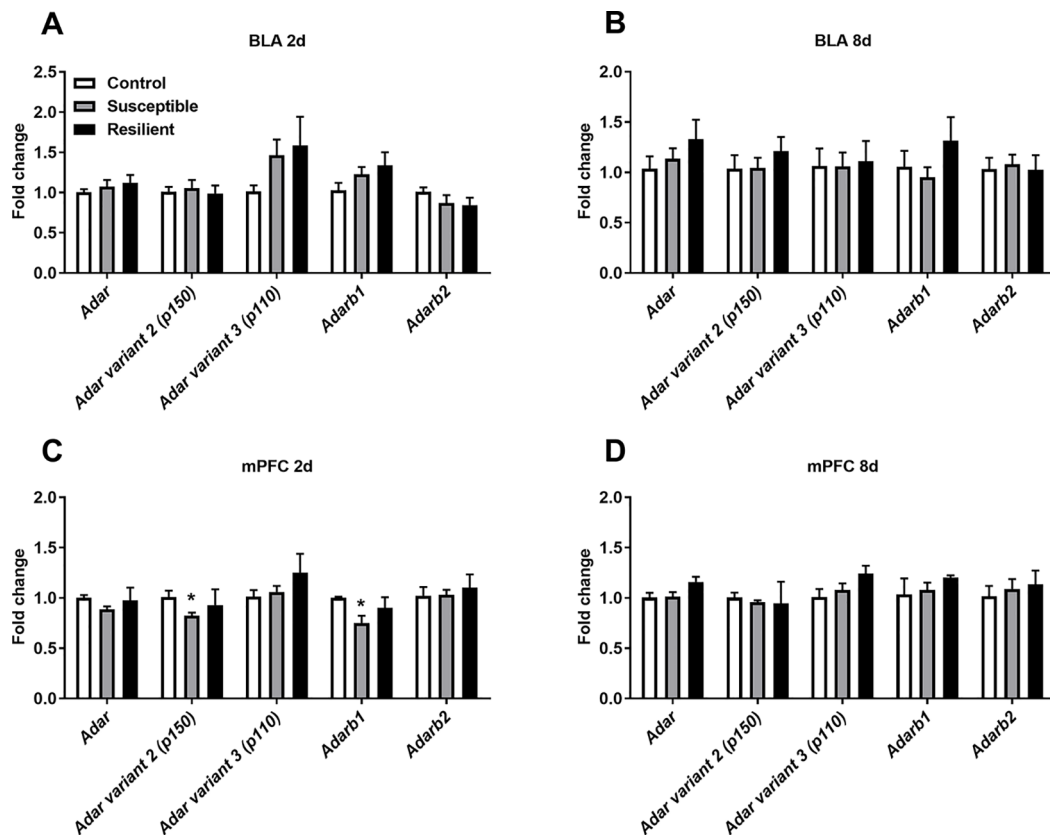 A
BLA 2d
Fold change
2.5
2.0
1.5
1.0
0.5
0.0
Control
Susceptible
Resilient
Adar
Adar variant 2 (p150)
Adar variant 3 (p110)
Adarb1
Adarb2
B
BLA 8d
Fold change
2.0
1.5
1.0
0.5
0.0
Adar
Adar variant 2 (p150)
Adar variant 3 (p110)
Adarb1
Adarb2
C
mPFC 2d
Fold change
2.0
1.5
1.0
0.5
0.0
*
*
Adar
Adar variant 2 (p150)
Adar variant 3 (p110)
Adarb1
Adarb2
D
mPFC 8d
Fold change
2.0
1.5
1.0
0.5
0.0
Adar
Adar variant 2 (p150)
Adar variant 3 (p110)
Adarb1
Adarb2